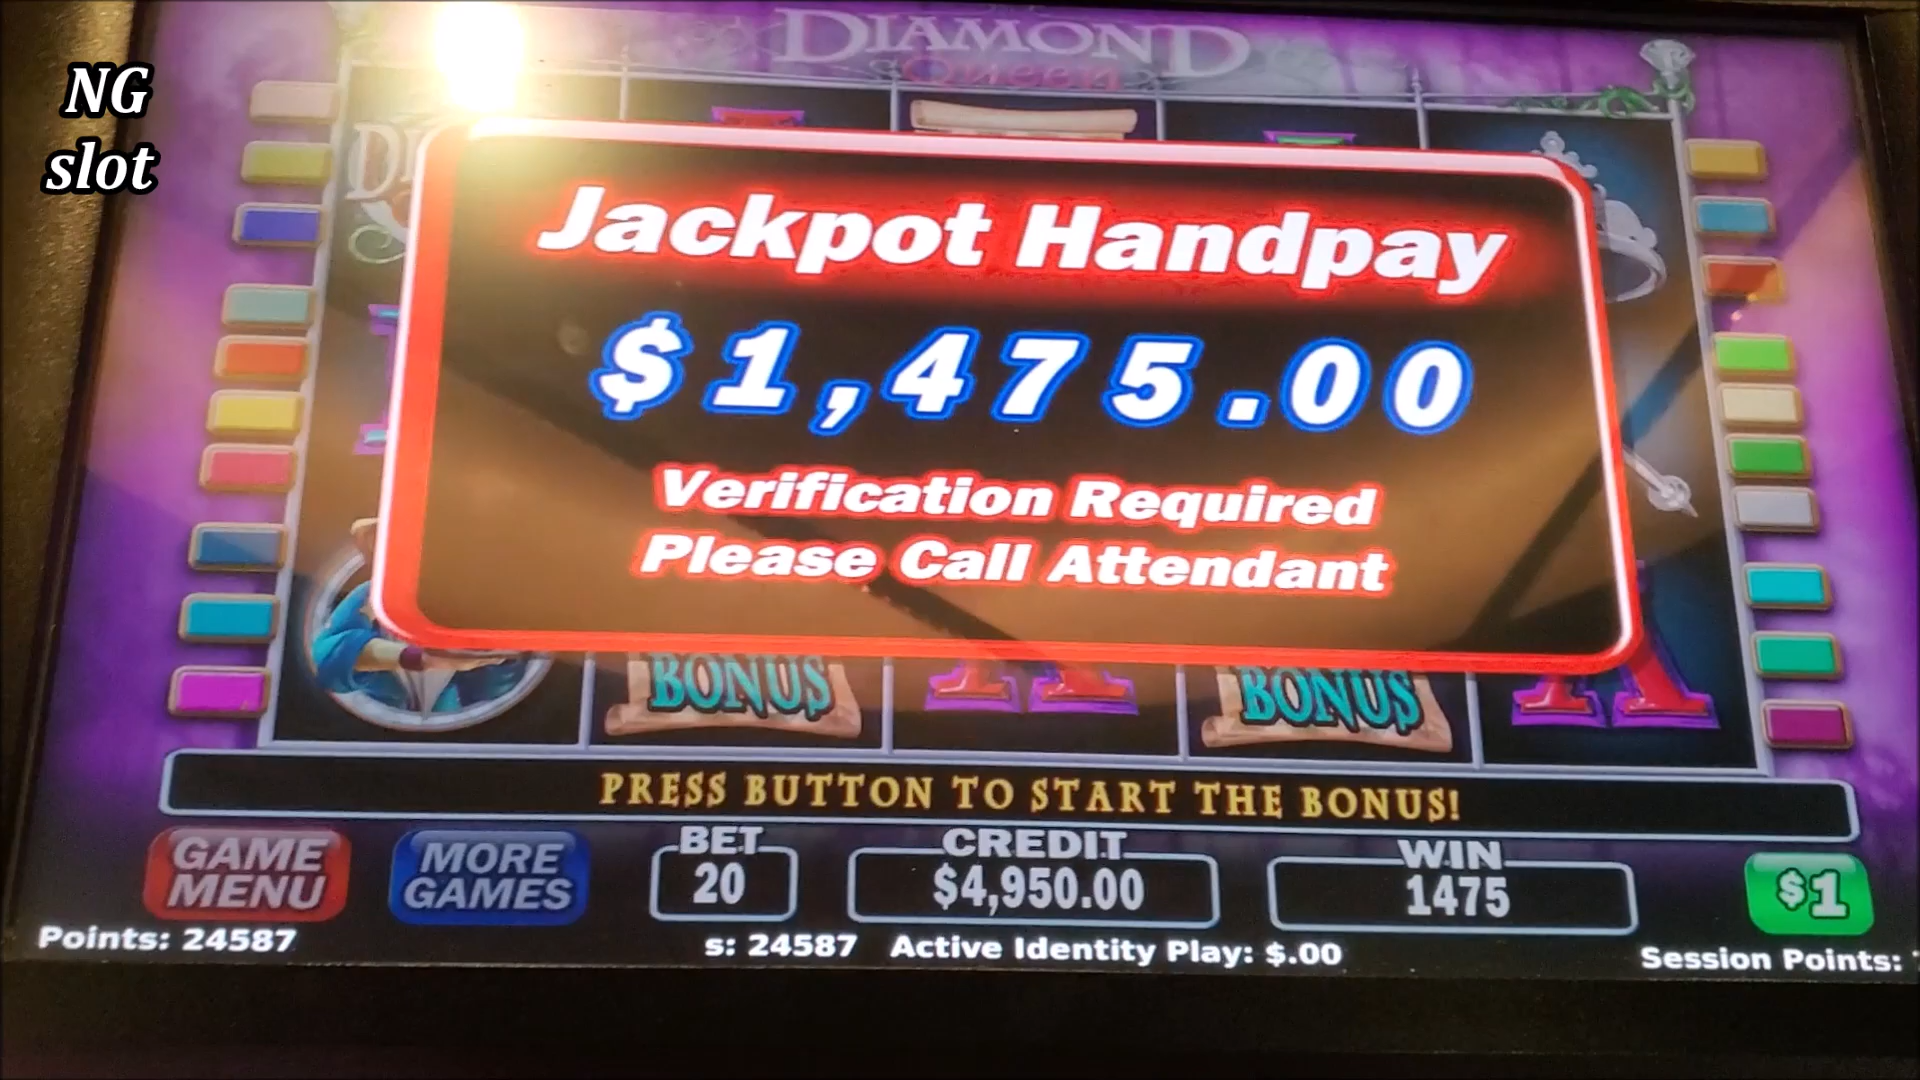 NG
slot
DIAMOND
Queen
Jackpot Handpay
$1,475.00
Verification Required
Please Call Attendant
BONUS
BONUS
PRESS BUTTON TO START THE BONUS!
GAME
MENU
MORE
GAMES
BET
20
CREDIT
$4,950.00
WIN
1475
$1
Points: 24587
s: 24587 Active Identity Play: $.00
Session Points: